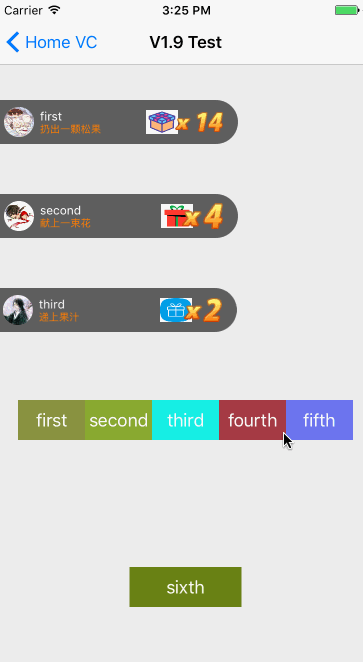 Carrier 3:25 PM
Home VC V1.9 Test
first
扔出一颗松果
x 14
second
献上一束花
x 4
third
递上果汁
x 2
first second third fourth fifth
sixth